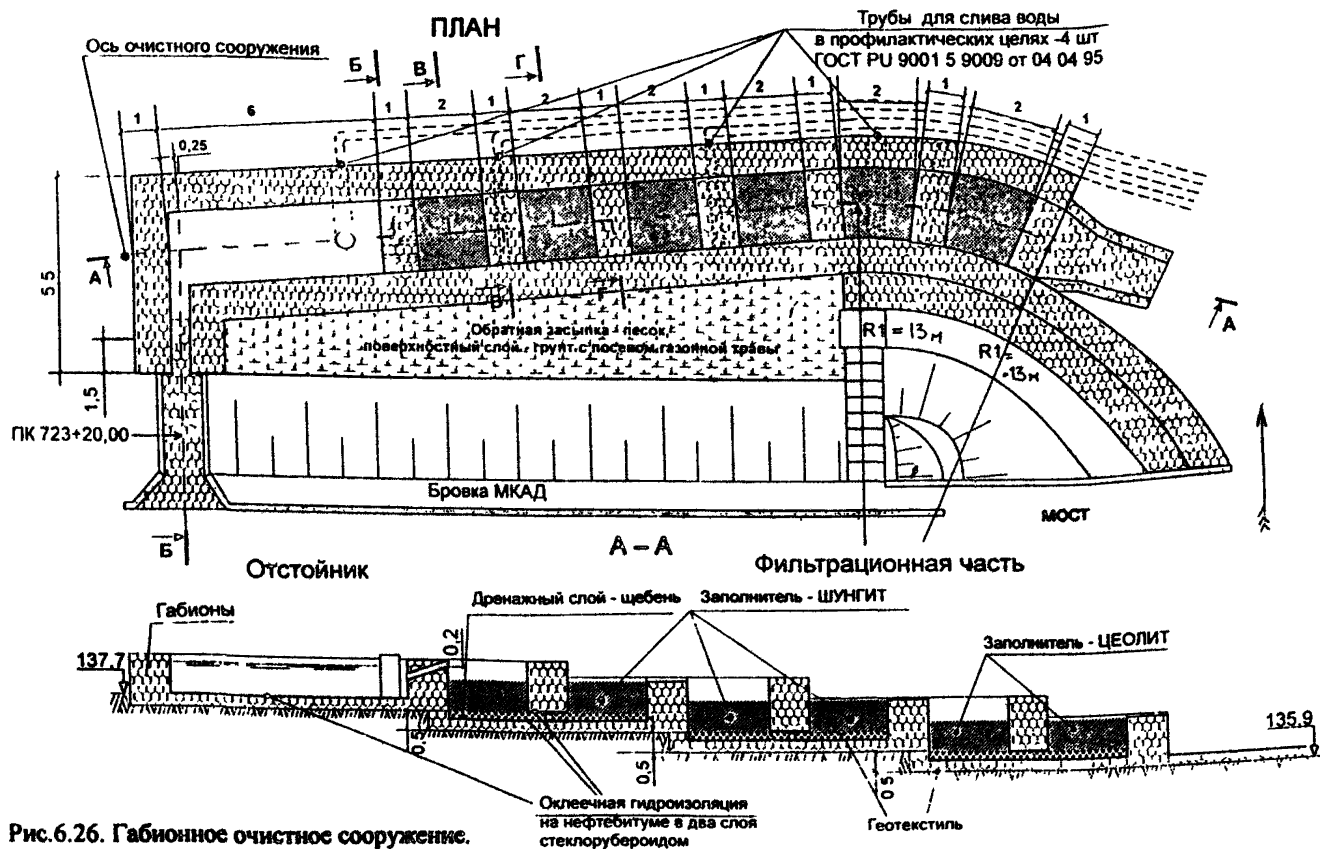 ПЛАН
Ось очистного сооружения
Трубы для слива воды
в профилактических целях -4 шт
ГОСТ PU 9001 5 9009 от 04 04 95
Б
В
Г
1
6
1
2
1
2
1
2
2
1
2
1
2
1
0,25
5 5
А
А
В
Обратная засыпка - песок,
поверхностный слой - грунт с посевом газонной травы
R1 = 13 м
R1 =
13 м
1,5
ПК 723+20,00
Бровка МКАД
мост
Б
А – А
Отстойник
Фильтрационная часть
Габионы
Дренажный слой - щебень
Заполнитель - ШУНГИТ
Заполнитель - ЦЕОЛИТ
0,2
137.7
135.9
0,5
0,5
0 5
Оклеечная гидроизоляция
на нефтебитуме в два слоя
стеклорубероидом
Геотекстиль
Рис.6.26. Габионное очистное сооружение.